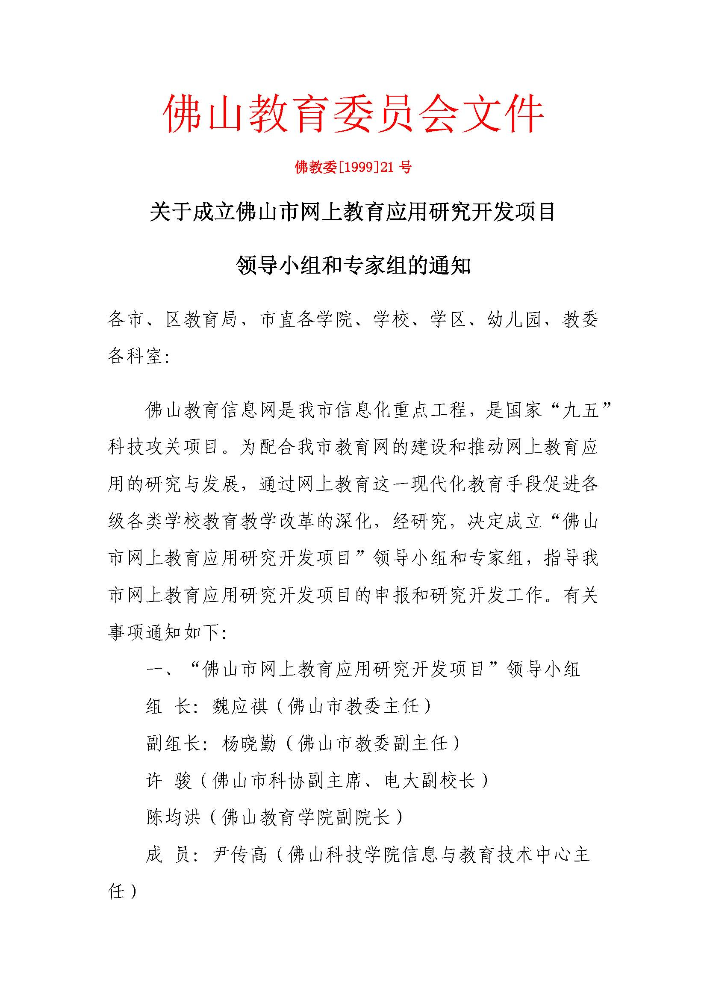 佛山教育委员会文件
佛教委[1999]21 号
关于成立佛山市网上教育应用研究开发项目
领导小组和专家组的通知
各市、区教育局，市直各学院、学校、学区、幼儿园，教委
各科室：
佛山教育信息网是我市信息化重点工程，是国家“九五”
科技攻关项目。为配合我市教育网的建设和推动网上教育应
用的研究与发展，通过网上教育这一现代化教育手段促进各
级各类学校教育教学改革的深化，经研究，决定成立“佛山
市网上教育应用研究开发项目”领导小组和专家组，指导我
市网上教育应用研究开发项目的申报和研究开发工作。有关
事项通知如下：
一、“佛山市网上教育应用研究开发项目”领导小组
组 长：魏应祺（佛山市教委主任）
副组长：杨晓勤（佛山市教委副主任）
许 骏（佛山市科协副主席、电大副校长）
陈均洪（佛山教育学院副院长）
成 员：尹传高（佛山科技学院信息与教育技术中心主
任）